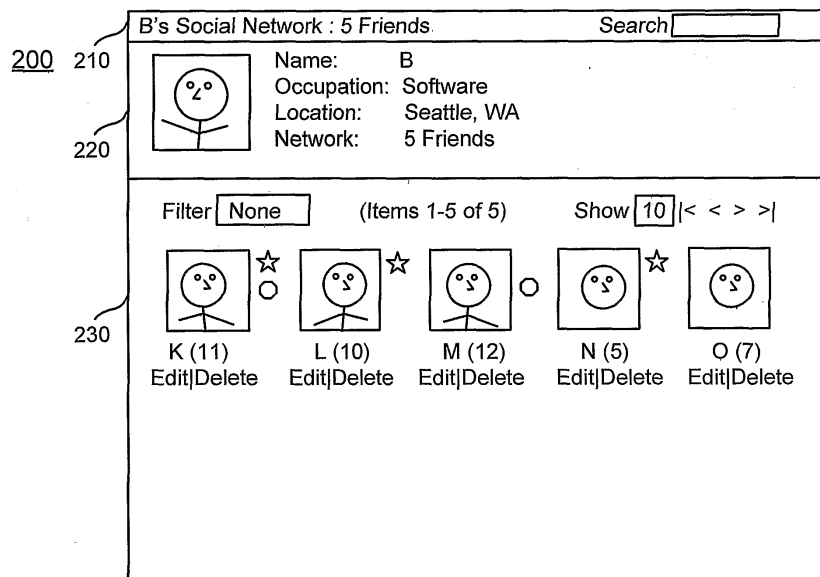 B's Social Network : 5 Friends Search
200 210
Name: B
Occupation: Software
Location: Seattle, WA
Network: 5 Friends
220
Filter None (Items 1-5 of 5) Show 10 |< < > >|
230
K (11) L (10) M (12) N (5) O (7)
Edit|Delete Edit|Delete Edit|Delete Edit|Delete Edit|Delete